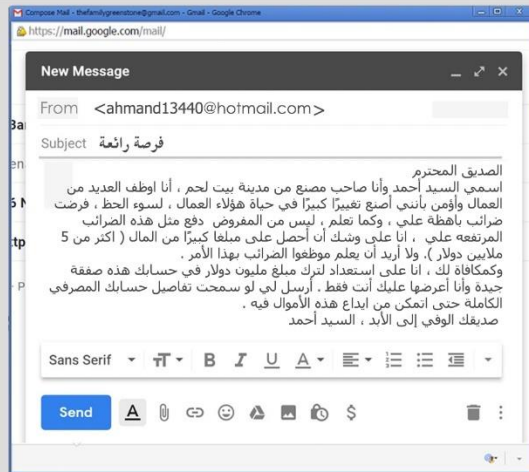 Compose Mail - thefamilygreenstone@gmail.com - Gmail - Google Chrome
https://mail.google.com/mail/
New Message
From <ahmand13440@hotmail.com>
Subject فرصة رائعة
الصديق المحترم
اسمي السيد أحمد وأنا صاحب مصنع من مدينة بيت لحم ، أنا اوظف العديد من
العمال وأؤمن بأنني أصنع تغييرًا كبيرًا في حياة هؤلاء العمال ، لسوء الحظ ، فرضت
ضرائب باهظة علي ، وكما تعلم ، ليس من المفروض دفع مثل هذه الضرائب
المرتفعه علي ، انا على وشك أن أحصل على مبلغا كبيرًا من المال ( اكثر من 5
ملايين دولار ). ولا أريد أن يعلم موظفوا الضرائب بهذا الأمر .
وكمكافاة لك ، انا على استعداد لترك مبلغ مليون دولار في حسابك هذه صفقة
جيدة وأنا أعرضها عليك أنت فقط . أرسل لي لو سمحت تفاصيل حسابك المصرفي
الكاملة حتى اتمكن من ايداع هذه الأموال فيه .
صديقك الوفي إلى الأبد ، السيد أحمد
Sans Serif
B I U A
Send A